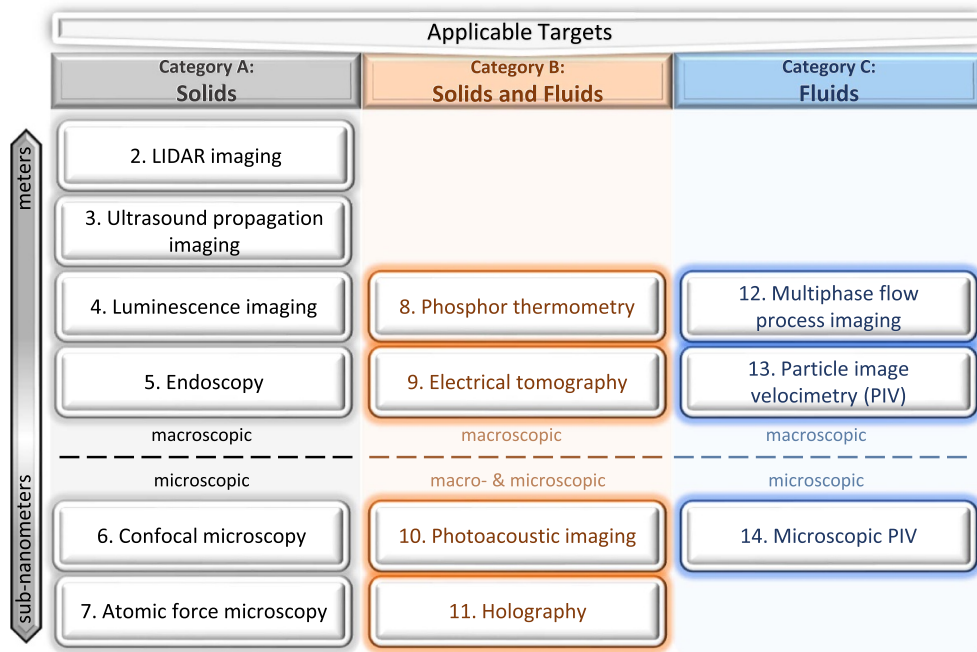 Applicable Targets
Category A:
Solids
Category B:
Solids and Fluids
Category C:
Fluids
meters
2. LIDAR imaging
3. Ultrasound propagation
imaging
4. Luminescence imaging
8. Phosphor thermometry
12. Multiphase flow
process imaging
5. Endoscopy
9. Electrical tomography
13. Particle image
velocimetry (PIV)
macroscopic
macroscopic
macroscopic
microscopic
macro- & microscopic
microscopic
sub-nanometers
6. Confocal microscopy
10. Photoacoustic imaging
14. Microscopic PIV
7. Atomic force microscopy
11. Holography